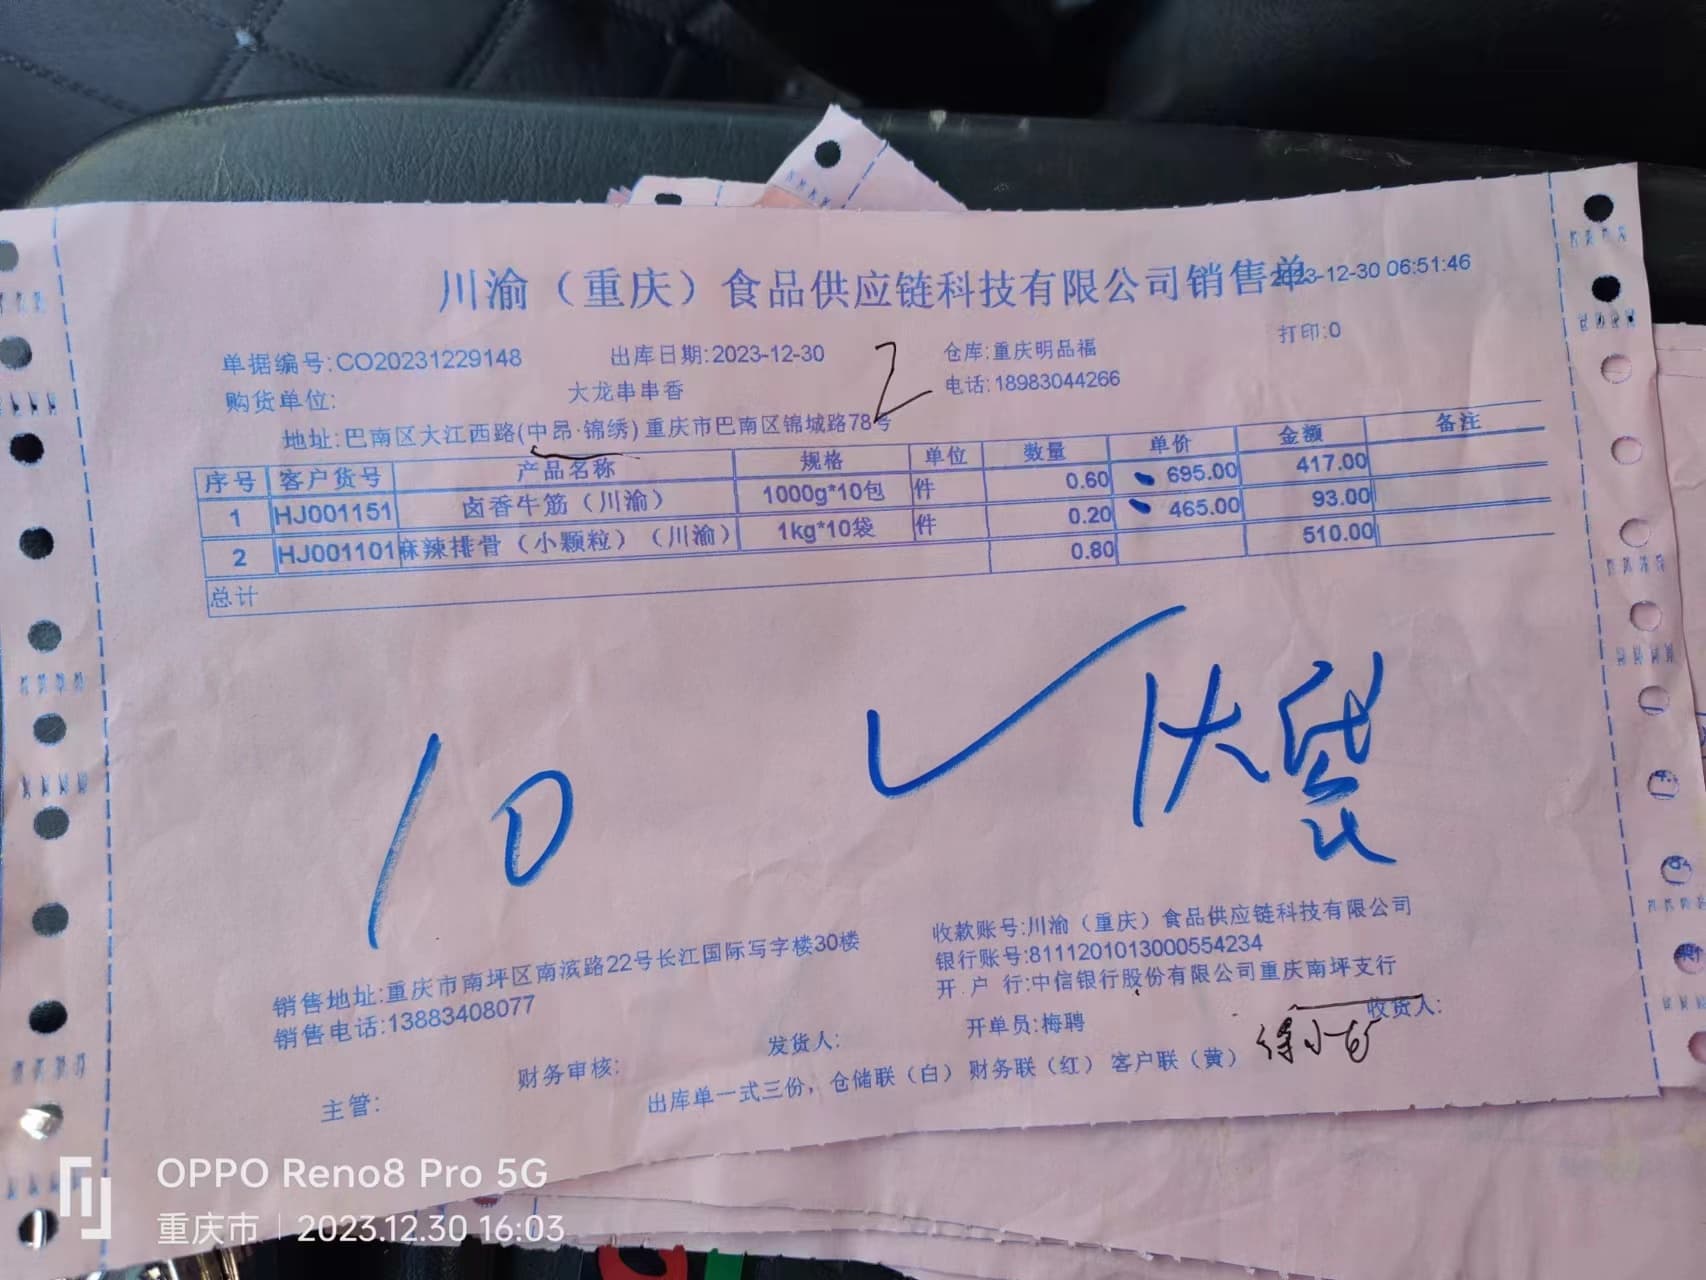 川渝（重庆）食品供应链科技有限公司销售单
2023-12-30 06:51:46
打印:0
单据编号:CO20231229148 出库日期:2023-12-30 仓库:重庆明品福
购货单位: 大龙串串香 电话:18983044266
2
地址:巴南区大江西路(中昂·锦绣) 重庆市巴南区锦城路78号
序号 客户货号 产品名称 规格 单位 数量 单价 金额 备注
1 HJ001151 卤香牛筋（川渝） 1000g*10包 件 0.60 695.00 417.00
2 HJ001101 麻辣排骨（小颗粒）（川渝） 1kg*10袋 件 0.20 465.00 93.00
总计 0.80 510.00
10
1大袋
收款账号:川渝（重庆）食品供应链科技有限公司
银行账号:8111201013000554234
开 户 行:中信银行股份有限公司重庆南坪支行
销售地址:重庆市南坪区南滨路22号长江国际写字楼30楼
销售电话:13883408077
主管: 财务审核: 发货人: 开单员:梅聘 收货人:
出库单一式三份，仓储联（白） 财务联（红） 客户联（黄）
OPPO Reno8 Pro 5G
重庆市 | 2023.12.30 16:03